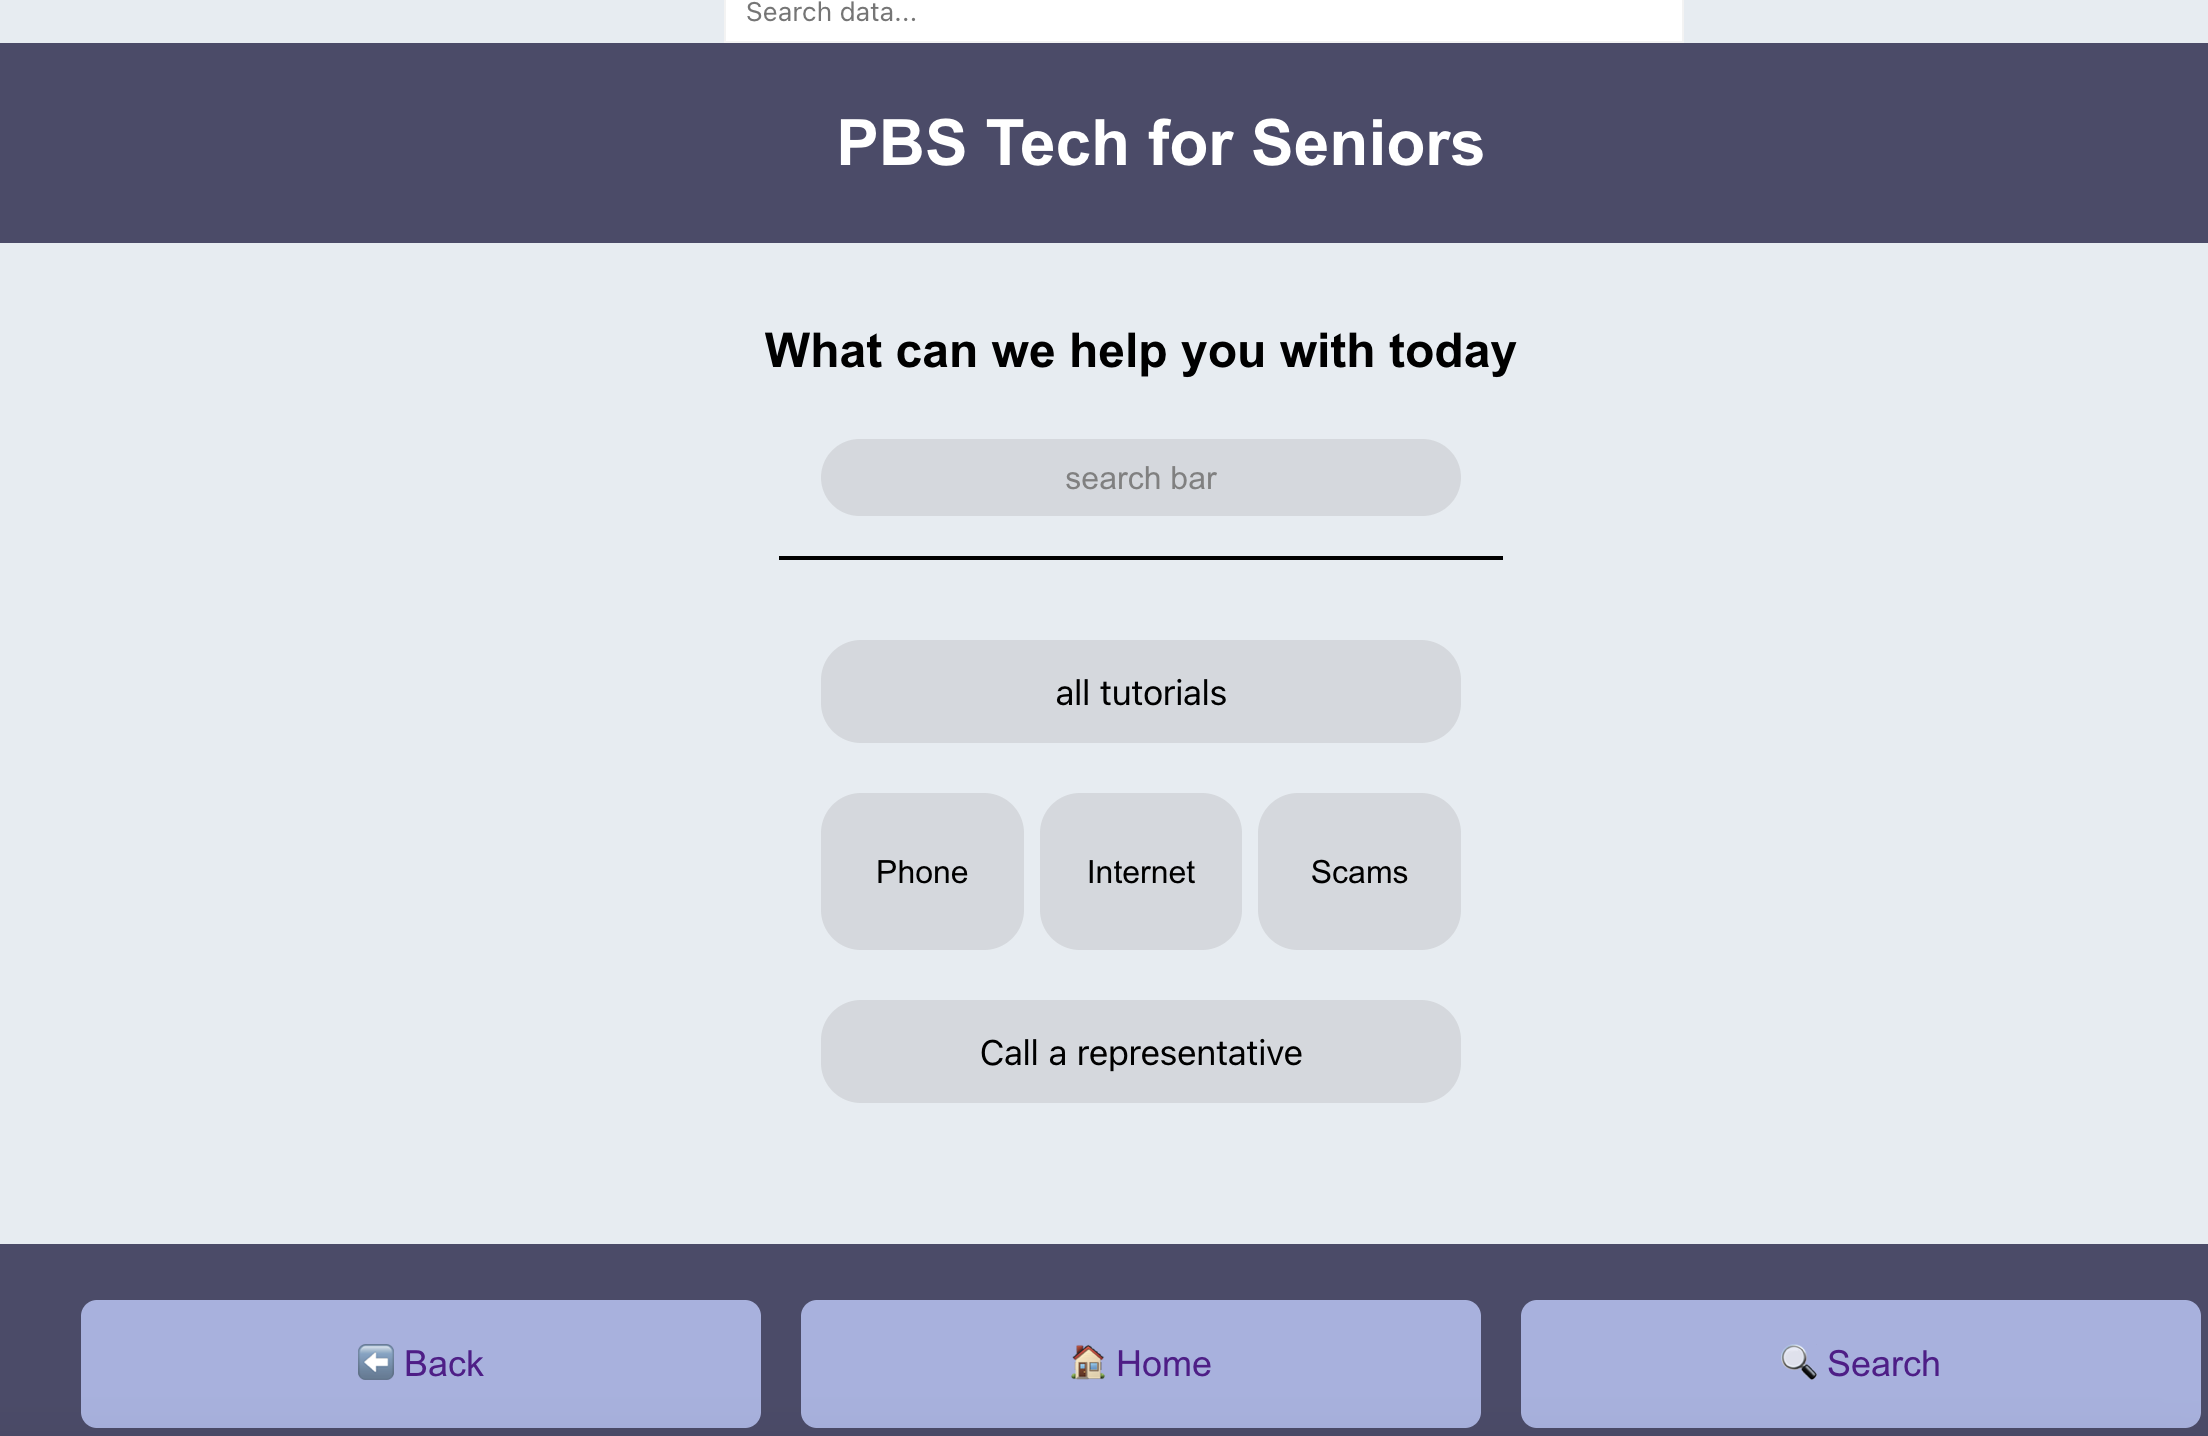 Search data...
PBS Tech for Seniors
What can we help you with today
search bar
all tutorials
Phone Internet Scams
Call a representative
Back Home Search